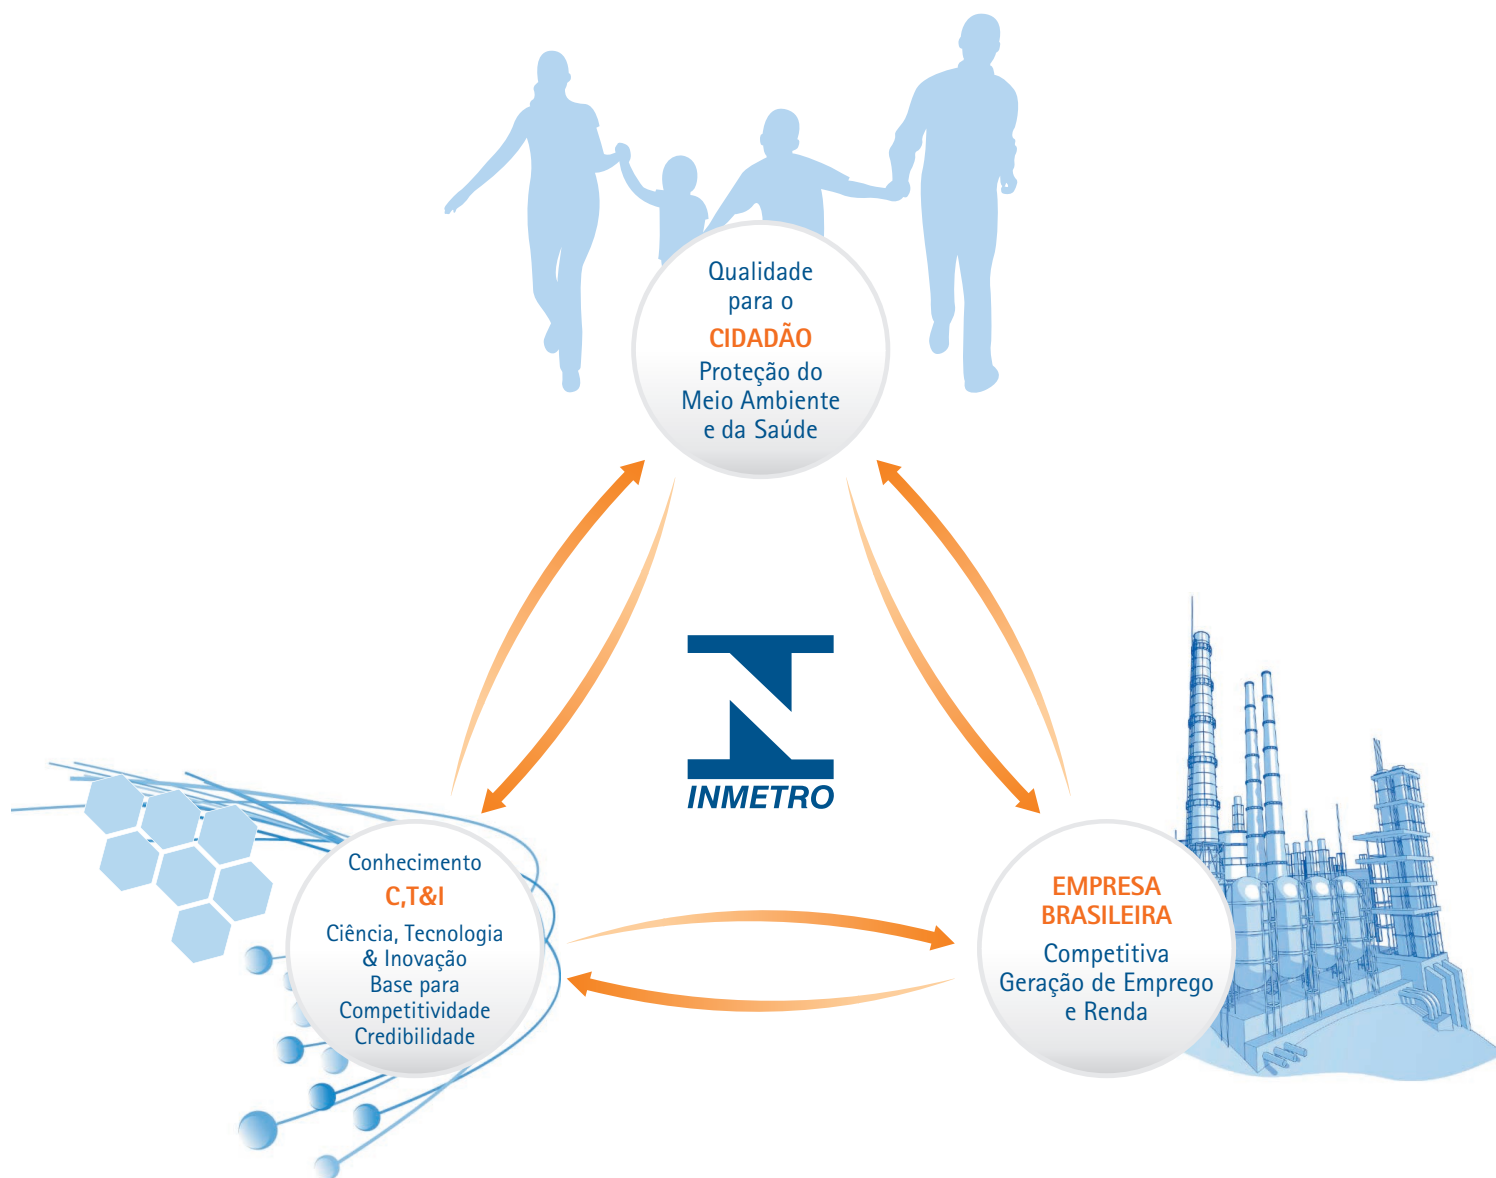 Qualidade
para o
CIDADÃO
Proteção do
Meio Ambiente
e da Saúde
INMETRO
Conhecimento
C,T&I
Ciência, Tecnologia
& Inovação
Base para
Competitividade
Credibilidade
EMPRESA
BRASILEIRA
Competitiva
Geração de Emprego
e Renda